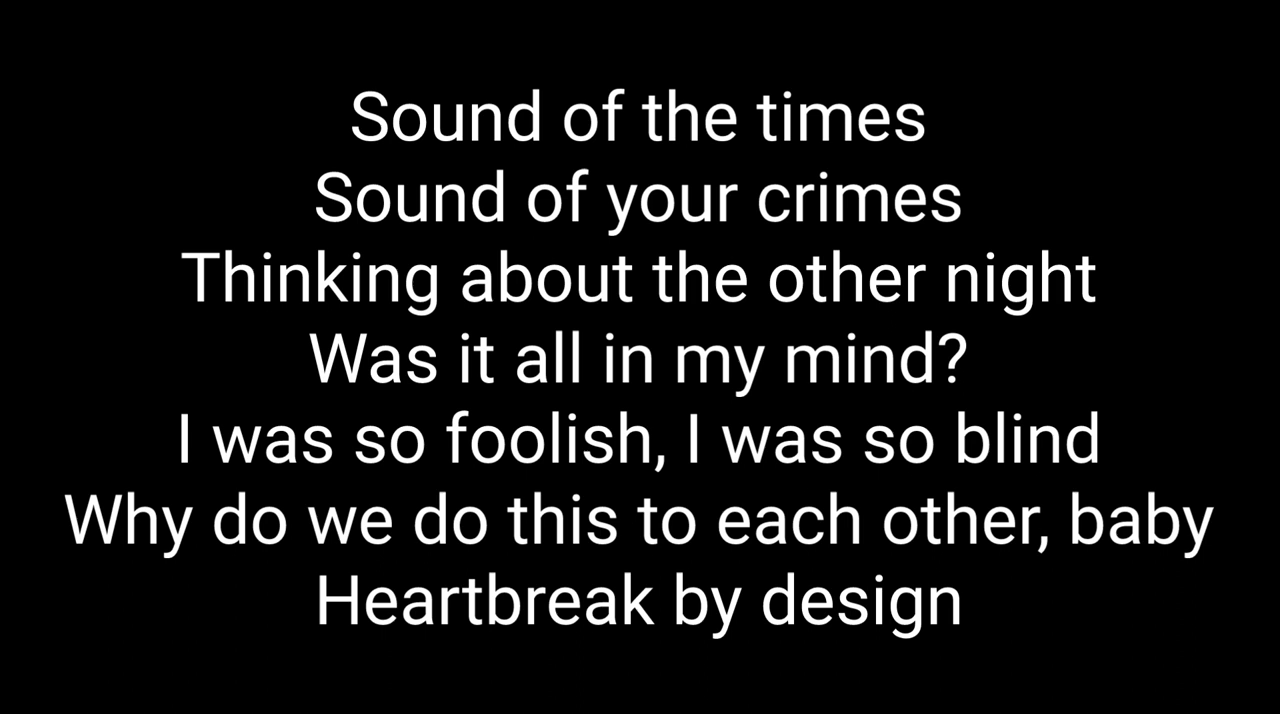 Sound of the times
Sound of your crimes
Thinking about the other night
Was it all in my mind?
I was so foolish, I was so blind
Why do we do this to each other, baby
Heartbreak by design